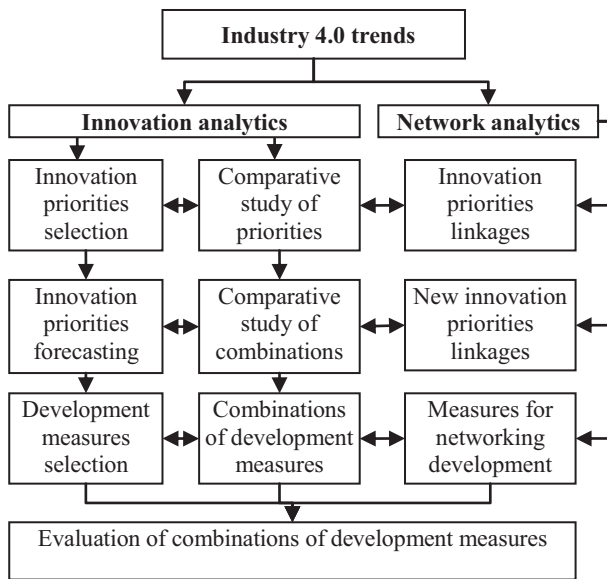 Industry 4.0 trends
Innovation analytics
Network analytics
Innovation
priorities
selection
Comparative
study of
priorities
Innovation
priorities
linkages
Innovation
priorities
forecasting
Comparative
study of
combinations
New innovation
priorities
linkages
Development
measures
selection
Combinations
of development
measures
Measures for
networking
development
Evaluation of combinations of development measures